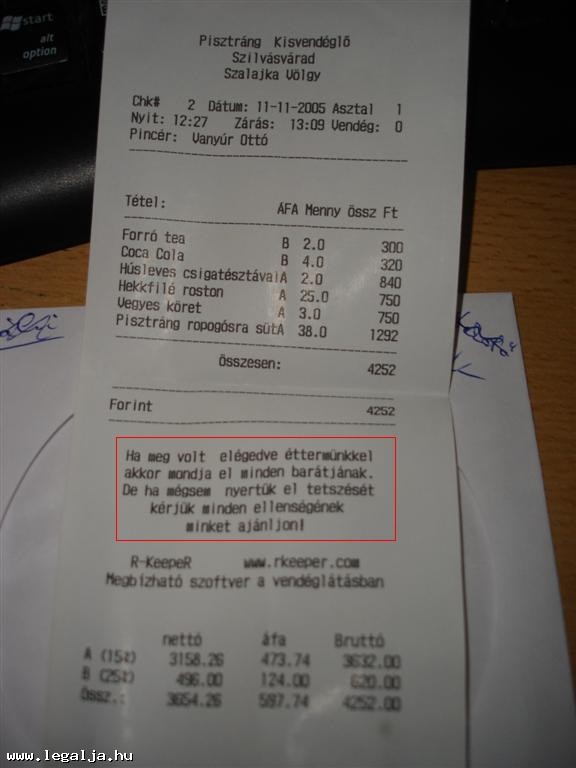 start
alt
option
Pisztráng Kisvendéglő
Szilvásvárad
Szalajka Völgy
Chk# 2 Dátum: 11-11-2005 Asztal 1
Nyit: 12:27 Zárás: 13:09 Vendég: 0
Pincér: Vanyúr Ottó
Tétel: ÁFA Menny Össz Ft
Forró tea B 2.0 300
Coca Cola B 4.0 320
Húsleves csigatésztávalA 2.0 840
Hekkfilé roston A 25.0 750
Vegyes köret A 3.0 750
Pisztráng ropogósra sütA 38.0 1292
Összesen: 4252
Forint 4252
Ha meg volt elégedve éttermünkkel
akkor mondja el minden barátjának.
De ha mégsem nyertük el tetszését
kérjük minden ellenségének
minket ajánljon!
R-KeepeR www.rkeeper.com
Megbízható szoftver a vendéglátásban
nettó áfa Bruttó
A (15%) 3158.26 473.74 3632.00
B (25%) 496.00 124.00 620.00
Össz.: 3654.26 597.74 4252.00
www.legalja.hu